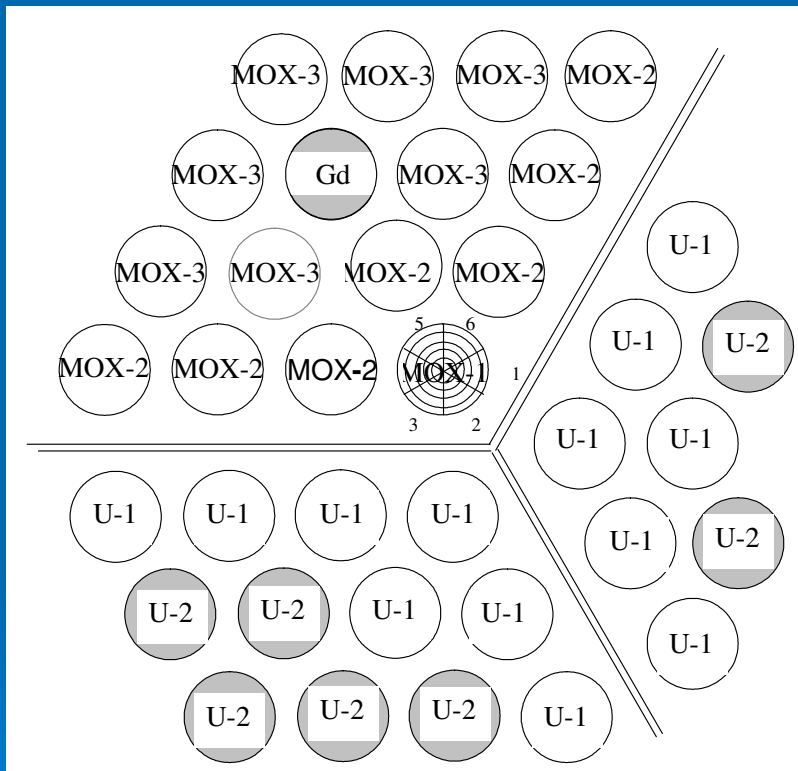 MOX-3 MOX-3 MOX-3 MOX-2
MOX-3 Gd MOX-3 MOX-2
MOX-3 MOX-3 MOX-2 MOX-2
5 6
MOX-2 MOX-2 MOX-2 MOX-1 1
3 2
U-1
U-1 U-2
U-1 U-1
U-1 U-2
U-1
U-1 U-1 U-1 U-1
U-2 U-2 U-1 U-1
U-2 U-2 U-2 U-1